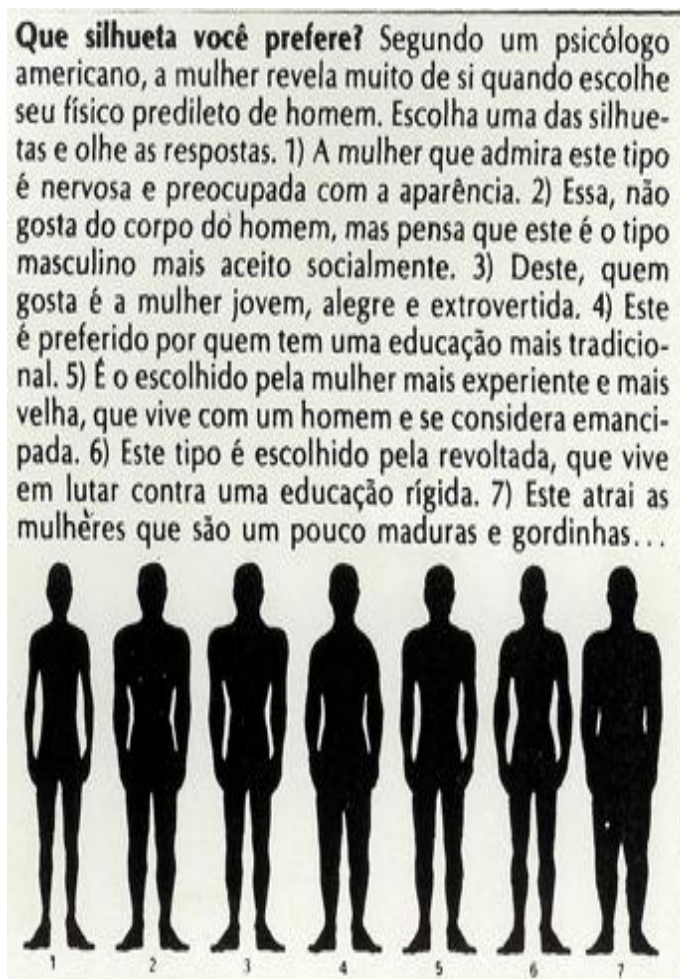 Que silhueta você prefere? Segundo um psicólogo
americano, a mulher revela muito de si quando escolhe
seu físico predileto de homem. Escolha uma das silhue-
tas e olhe as respostas. 1) A mulher que admira este tipo
é nervosa e preocupada com a aparência. 2) Essa, não
gosta do corpo do homem, mas pensa que este é o tipo
masculino mais aceito socialmente. 3) Deste, quem
gosta é a mulher jovem, alegre e extrovertida. 4) Este
é preferido por quem tem uma educação mais tradicio-
nal. 5) É o escolhido pela mulher mais experiente e mais
velha, que vive com um homem e se considera emanci-
pada. 6) Este tipo é escolhido pela revoltada, que vive
em lutar contra uma educação rígida. 7) Este atrai as
mulheres que são um pouco maduras e gordinhas...
1 2 3 4 5 6 7